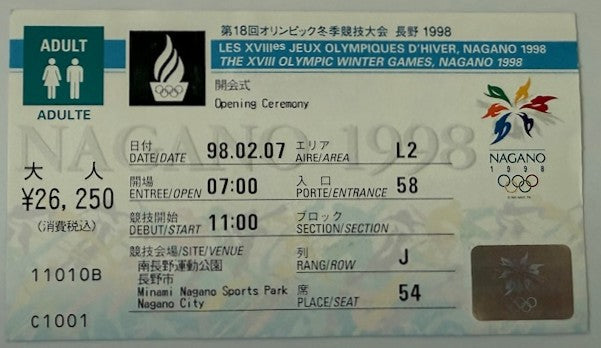 ADULT
ADULTE
大人
¥26,250
(消費税込)
11010B
C1001
第18回オリンピック冬季競技大会 長野 1998
LES XVIIIes JEUX OLYMPIQUES D'HIVER, NAGANO 1998
THE XVIII OLYMPIC WINTER GAMES, NAGANO 1998
開会式
Opening Ceremony
NAGANO 1998
日付
DATE/DATE 98.02.07
エリア
AIRE/AREA L2
開場
ENTREE/OPEN 07:00
入口
PORTE/ENTRANCE 58
競技開始
DEBUT/START 11:00
ブロック
SECTION/SECTION
競技会場/SITE/VENUE
南長野運動公園
長野市
Minami Nagano Sports Park
Nagano City
列
RANG/ROW J
席
PLACE/SEAT 54
NAGANO
1998